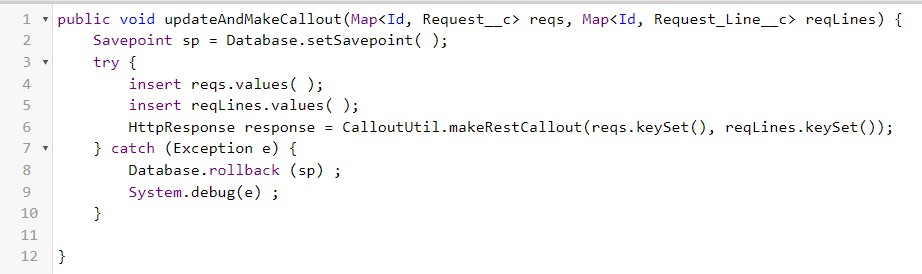 1 public void updateAndMakeCallout(Map<Id, Request__c> reqs, Map<Id, Request_Line__c> reqLines) {
2     Savepoint sp = Database.setSavepoint( );
3     try {
4         insert reqs.values( );
5         insert reqLines.values( );
6         HttpResponse response = CalloutUtil.makeRestCallout(reqs.keySet(), reqLines.keySet());
7     } catch (Exception e) {
8         Database.rollback (sp) ;
9         System.debug(e) ;
10     }
11
12 }